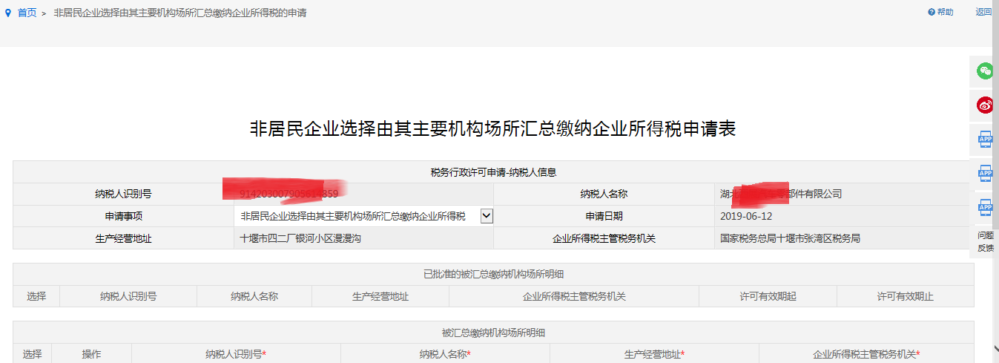 首页 > 非居民企业选择由其主要机构场所汇总缴纳企业所得税的申请
帮助 返回
非居民企业选择由其主要机构场所汇总缴纳企业所得税申请表
税务行政许可申请-纳税人信息
纳税人识别号 纳税人名称 湖北 部件有限公司
申请事项 非居民企业选择由其主要机构场所汇总缴纳企业所得税 申请日期 2019-06-12
生产经营地址 十堰市四二厂银河小区漫漫沟 企业所得税主管税务机关 国家税务总局十堰市张湾区税务局
已批准的被汇总缴纳机构场所明细
选择 纳税人识别号 纳税人名称 生产经营地址 企业所得税主管税务机关 许可有效期起 许可有效期止
被汇总缴纳机构场所明细
选择 操作 纳税人识别号* 纳税人名称* 生产经营地址* 企业所得税主管税务机关*
APP
APP
APP
问题
反馈